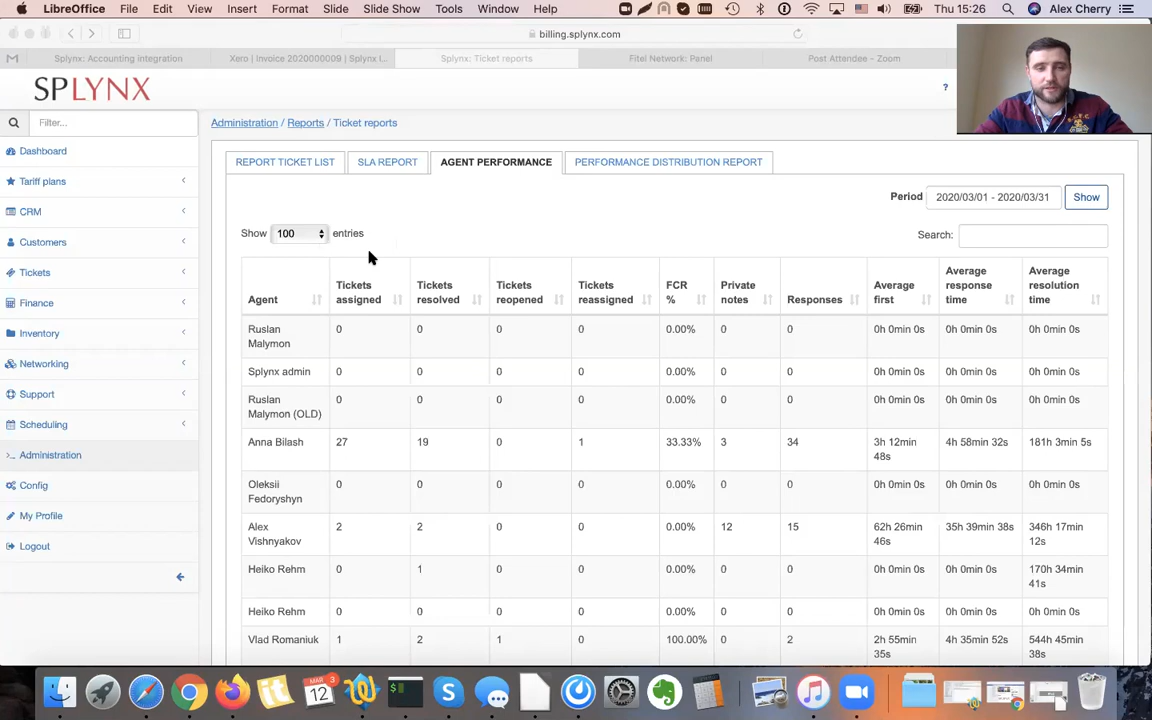 LibreOffice File Edit View Insert Format Slide Slide Show Tools Window Help Thu 15:26 Alex Cherry
billing.splynx.com
Splynx: Accounting integration Xero | Invoice 2020000009 | Splynx I... Splynx: Ticket reports Fitel Network: Panel Post Attendee - Zoom
SPLYNX
?
Filter...
Administration / Reports / Ticket reports
Dashboard
Tariff plans
CRM
Customers
Tickets
Finance
Inventory
Networking
Support
Scheduling
Administration
Config
My Profile
Logout
REPORT TICKET LIST SLA REPORT AGENT PERFORMANCE PERFORMANCE DISTRIBUTION REPORT
Period 2020/03/01 - 2020/03/31 Show
Show 100 entries Search:
Agent Tickets assigned Tickets resolved Tickets reopened Tickets reassigned FCR % Private notes Responses Average first Average response time Average resolution time
Ruslan Malymon 0 0 0 0 0.00% 0 0 0h 0min 0s 0h 0min 0s 0h 0min 0s
Splynx admin 0 0 0 0 0.00% 0 0 0h 0min 0s 0h 0min 0s 0h 0min 0s
Ruslan Malymon (OLD) 0 0 0 0 0.00% 0 0 0h 0min 0s 0h 0min 0s 0h 0min 0s
Anna Bilash 27 19 0 1 33.33% 3 34 3h 12min 48s 4h 58min 32s 181h 3min 5s
Oleksii Fedoryshyn 0 0 0 0 0.00% 0 0 0h 0min 0s 0h 0min 0s 0h 0min 0s
Alex Vishnyakov 2 2 0 0 0.00% 12 15 62h 26min 46s 35h 39min 38s 346h 17min 12s
Heiko Rehm 0 1 0 0 0.00% 0 0 0h 0min 0s 0h 0min 0s 170h 34min 41s
Heiko Rehm 0 0 0 0 0.00% 0 0 0h 0min 0s 0h 0min 0s 0h 0min 0s
Vlad Romaniuk 1 2 1 0 100.00% 0 2 2h 55min 35s 4h 35min 52s 544h 45min 38s
MAR
12